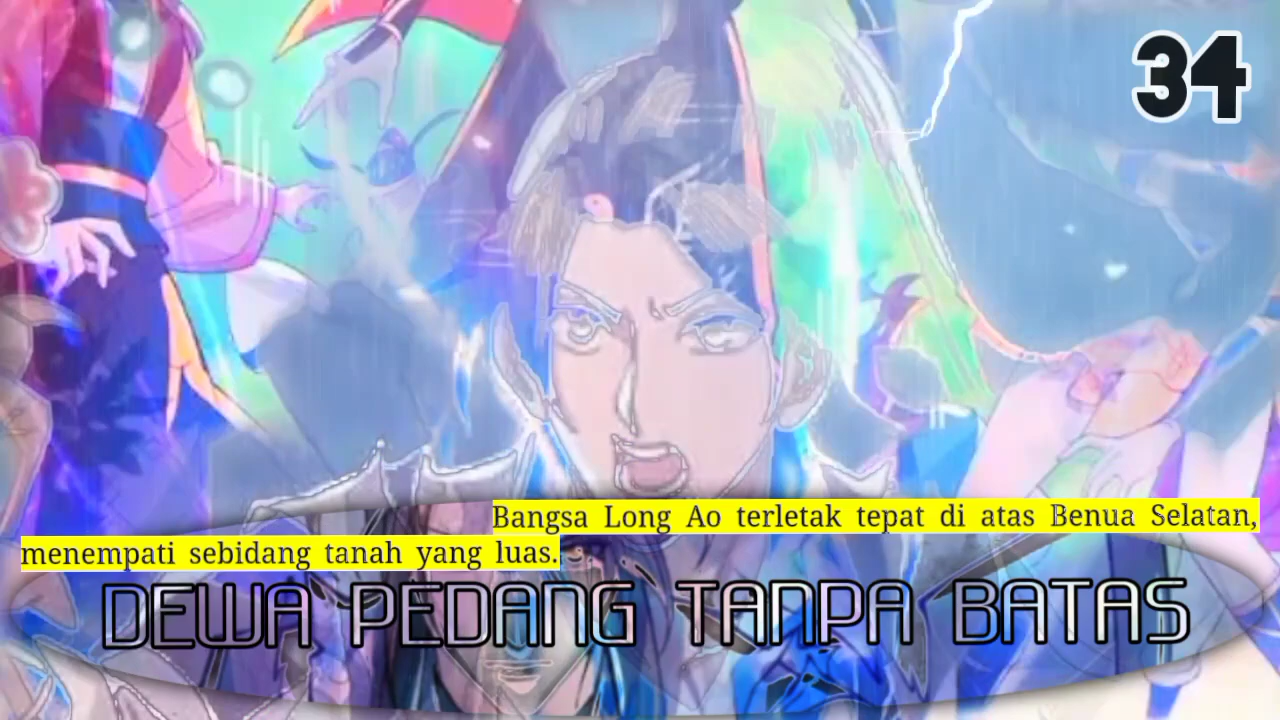 34
Bangsa Long Ao terletak tepat di atas Benua Selatan,
menempati sebidang tanah yang luas.
DEWA PEDANG TANPA BATAS